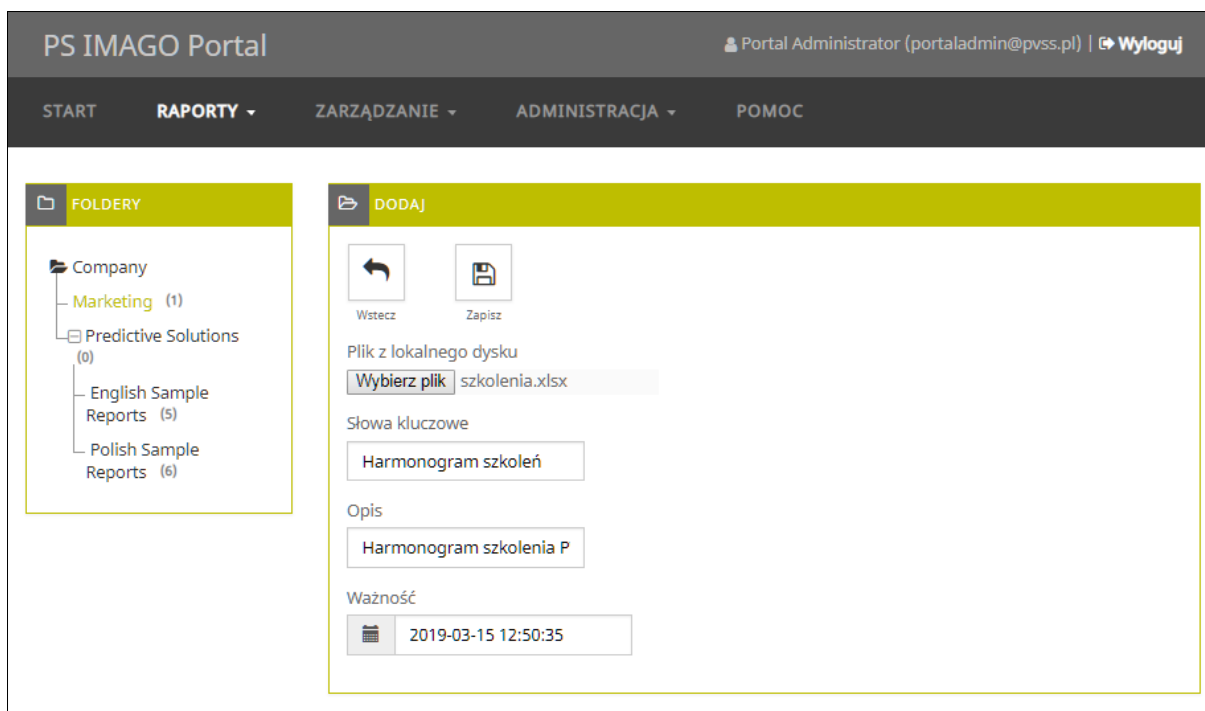 PS IMAGO Portal
Portal Administrator (portaladmin@pvss.pl) | Wyloguj
START RAPORTY ZARZĄDZANIE ADMINISTRACJA POMOC
FOLDERY
Company
Marketing (1)
Predictive Solutions
(0)
English Sample
Reports (5)
Polish Sample
Reports (6)
DODAJ
Wstecz Zapisz
Plik z lokalnego dysku
Wybierz plik szkolenia.xlsx
Słowa kluczowe
Harmonogram szkoleń
Opis
Harmonogram szkolenia P
Ważność
2019-03-15 12:50:35